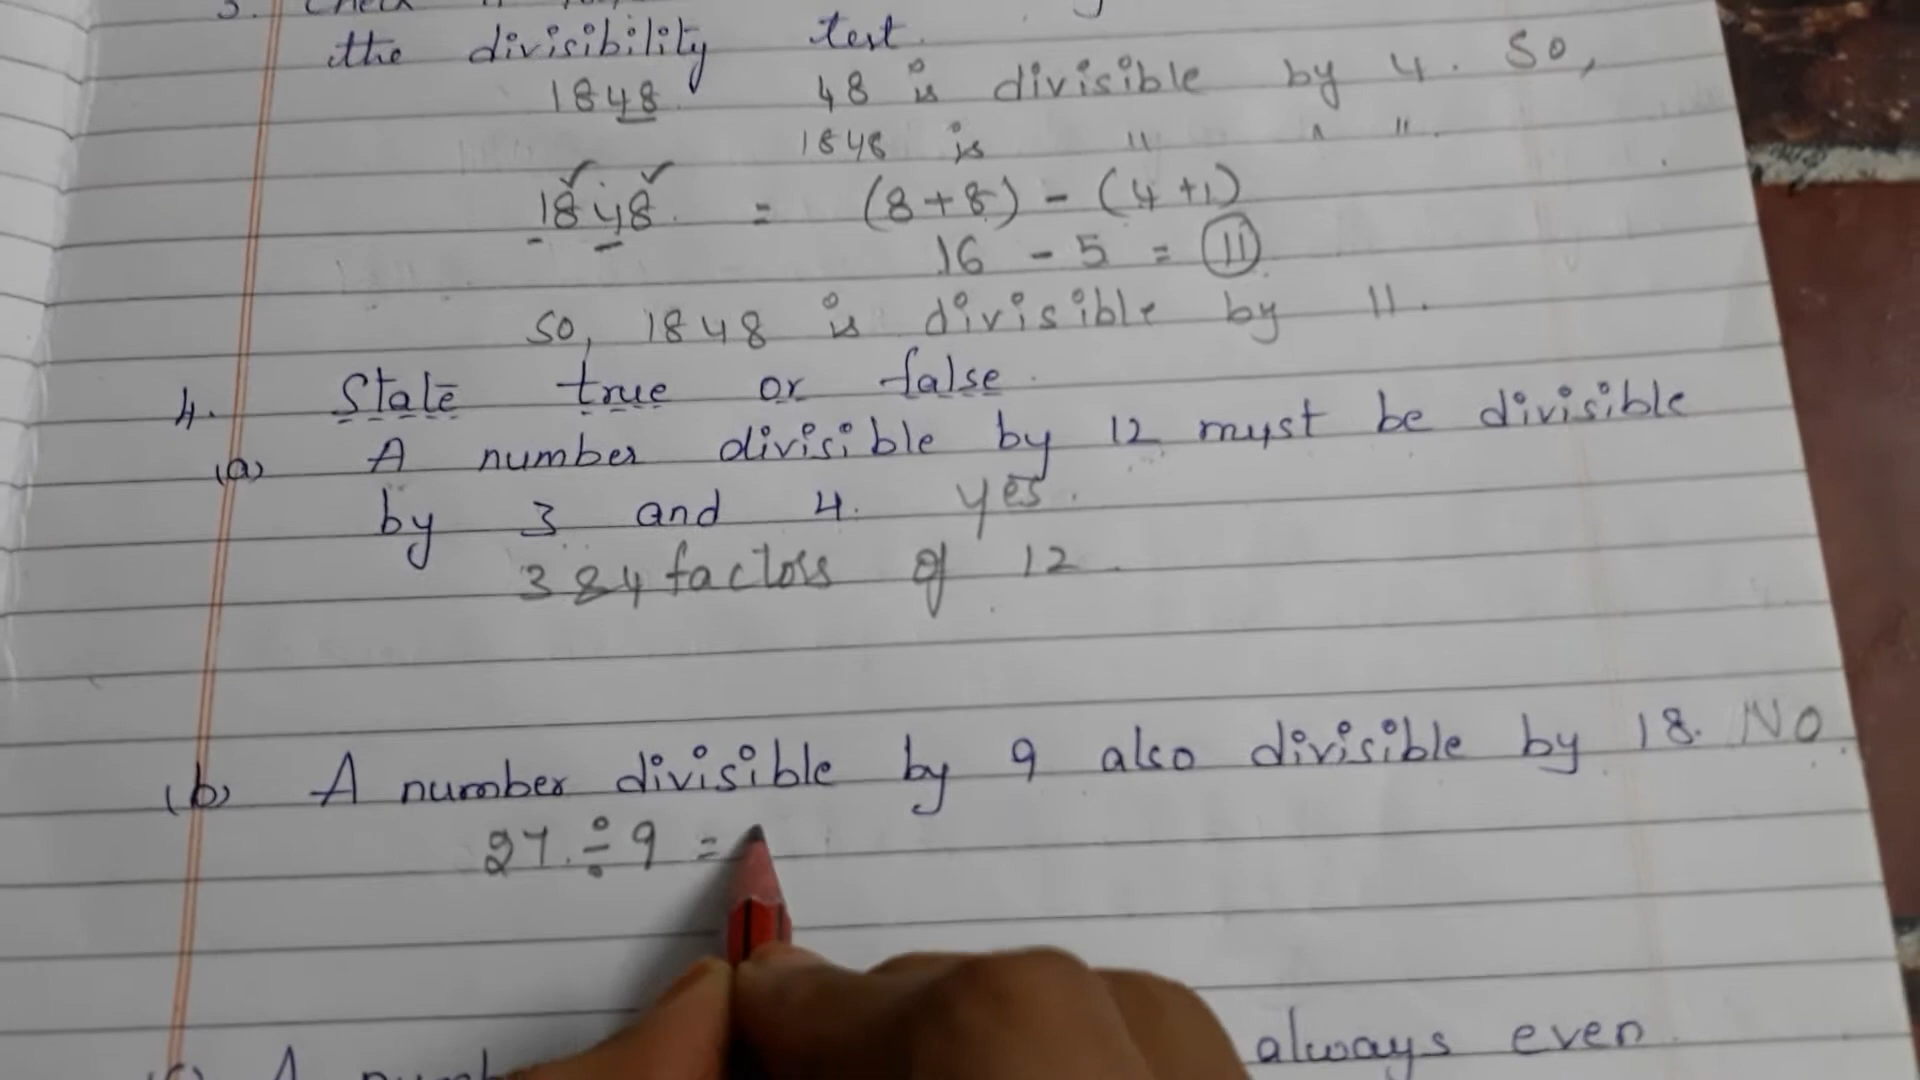 the divisibility test.
1848 48 is divisible by 4. So,
1848 is " " ".
1848 = (8+8) - (4+1)
16 - 5 = 11
So, 1848 is divisible by 11.
4. State true or false.
(a) A number divisible by 12 must be divisible
by 3 and 4. yes.
3 & 4 factors of 12.
(b) A number divisible by 9 also divisible by 18. No
27 ÷ 9 =
always even